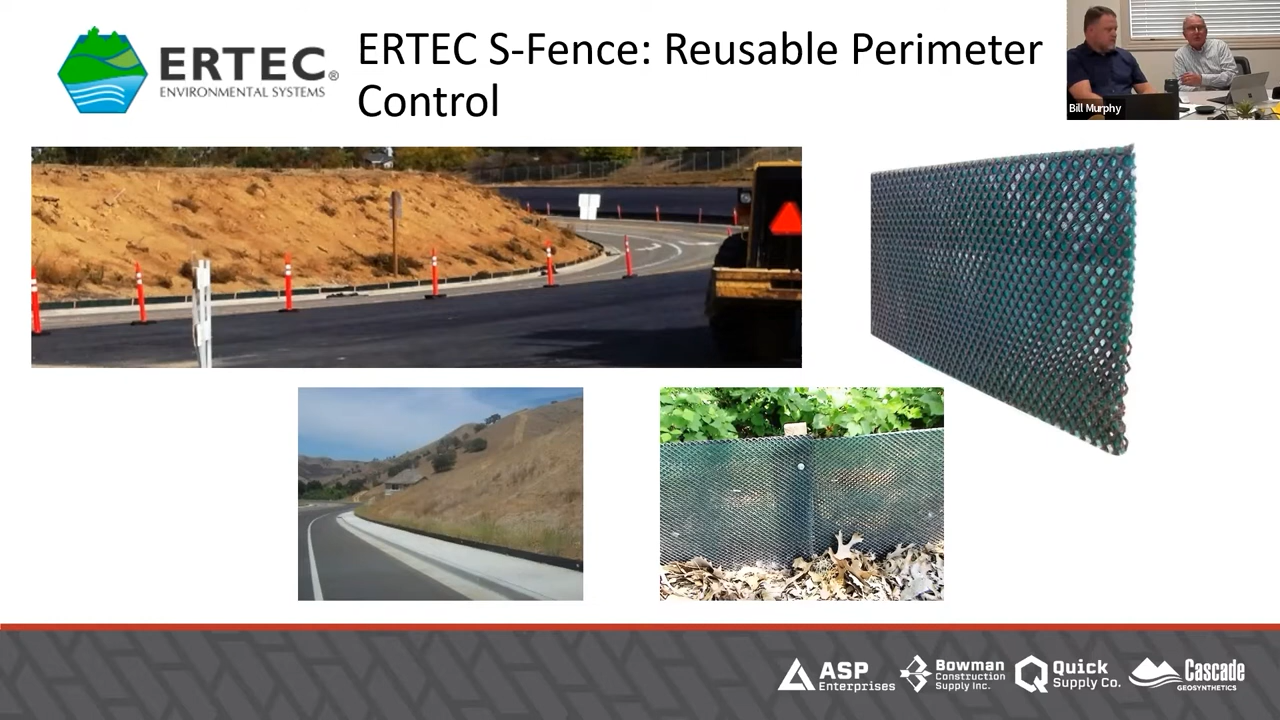 ERTEC®
ENVIRONMENTAL SYSTEMS
ERTEC S-Fence: Reusable Perimeter
Control
Bill Murphy
ASP
Enterprises
Bowman
Construction
Supply Inc.
Quick
Supply Co.
Cascade
GEOSYNTHETICS